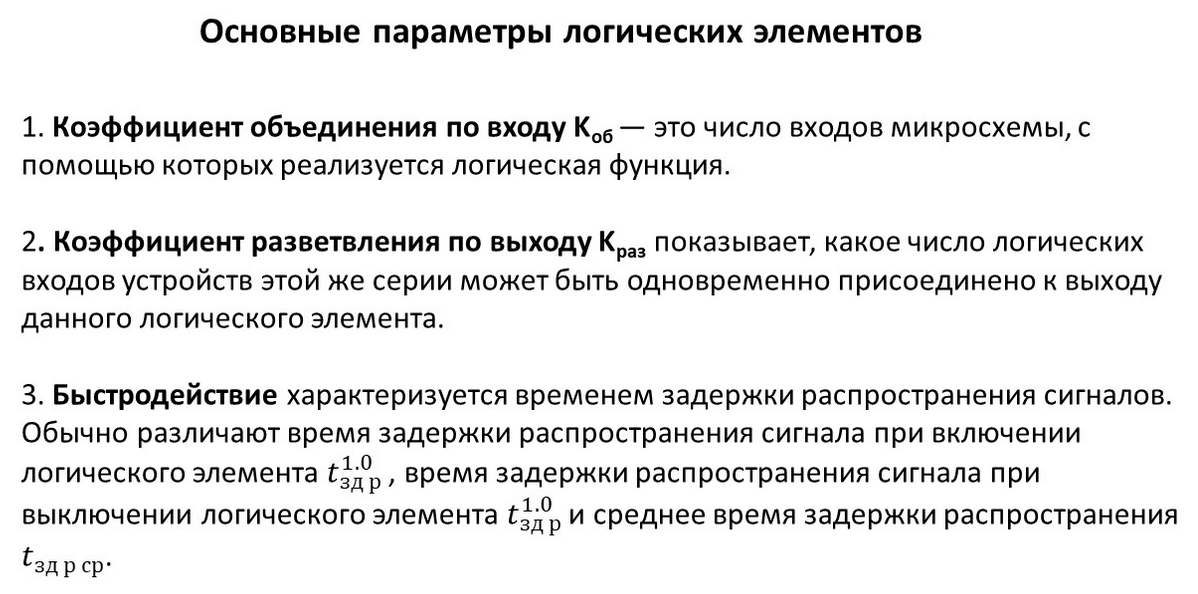 Основные параметры логических элементов
1. Коэффициент объединения по входу Kоб — это число входов микросхемы, с
помощью которых реализуется логическая функция.
2. Коэффициент разветвления по выходу Kраз показывает, какое число логических
входов устройств этой же серии может быть одновременно присоединено к выходу
данного логического элемента.
3. Быстродействие характеризуется временем задержки распространения сигналов.
Обычно различают время задержки распространения сигнала при включении
логического элемента t^{1.0}_{зд р} , время задержки распространения сигнала при
выключении логического элемента t^{1.0}_{зд р} и среднее время задержки распространения
t_{зд р ср}.